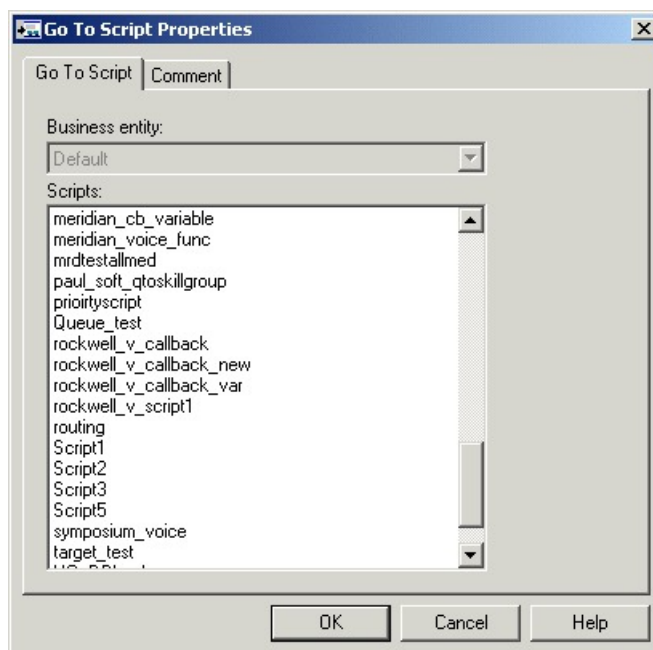 Go To Script Properties
Go To Script
Comment
Business entity:
Default
Scripts:
meridian_cb_variable
meridian_voice_func
mrdtestallmed
paul_soft_qtoskillgroup
prioirtyscript
Queue_test
rockwell_v_callback
rockwell_v_callback_new
rockwell_v_callback_var
rockwell_v_script1
routing
Script1
Script2
Script3
Script5
symposium_voice
target_test
OK
Cancel
Help